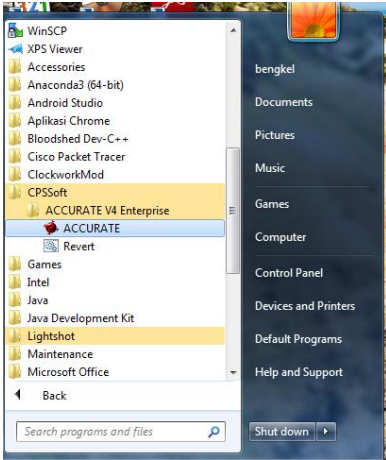 WinSCP
XPS Viewer
Accessories
Anaconda3 (64-bit)
Android Studio
Aplikasi Chrome
Bloodshed Dev-C++
Cisco Packet Tracer
ClockworkMod
CPSSoft
ACCURATE V4 Enterprise
ACCURATE
Revert
Games
Intel
Java
Java Development Kit
Lightshot
Maintenance
Microsoft Office
Back
Search programs and files
bengkel
Documents
Pictures
Music
Games
Computer
Control Panel
Devices and Printers
Default Programs
Help and Support
Shut down